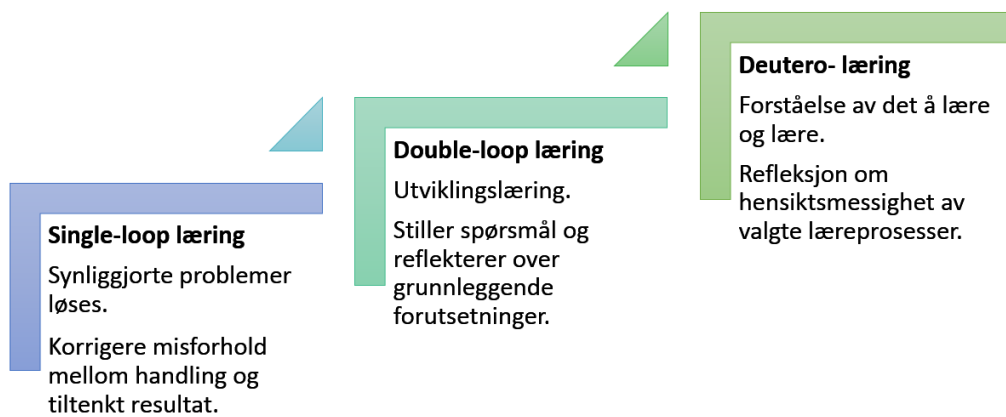 Single-loop læring
Synliggjorte problemer
løses.
Korrigere misforhold
mellom handling og
tiltenkt resultat.
Double-loop læring
Utviklingslæring.
Stiller spørsmål og
reflekterer over
grunnleggende
forutsetninger.
Deutero- læring
Forståelse av det å lære
og lære.
Refleksjon om
hensiktsmessighet av
valgte læreprosesser.